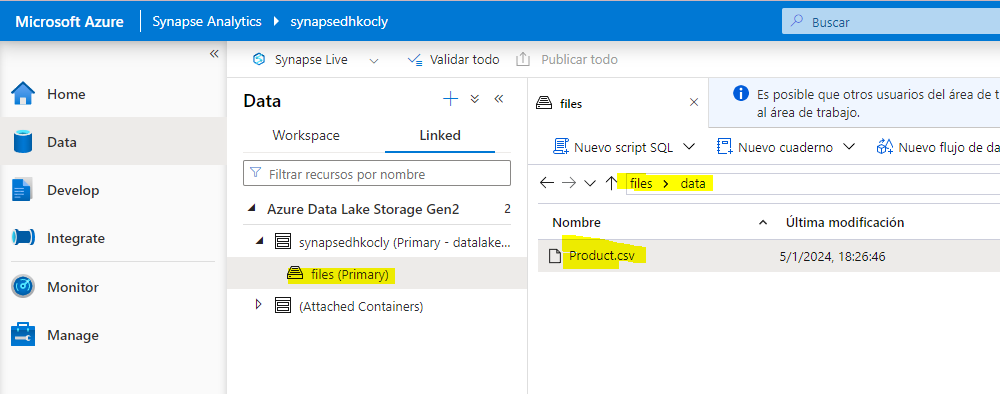 Microsoft Azure Synapse Analytics synapsedhkocly Buscar
Synapse Live Validar todo Publicar todo
Home
Data
Develop
Integrate
Monitor
Manage
Data
Workspace Linked
Filtrar recursos por nombre
Azure Data Lake Storage Gen2 2
synapsedhkocly (Primary - datalake...
files (Primary)
(Attached Containers)
files
Es posible que otros usuarios del área de t
al área de trabajo.
Nuevo script SQL Nuevo cuaderno Nuevo flujo de da
files data
Nombre Última modificación
Product.csv 5/1/2024, 18:26:46